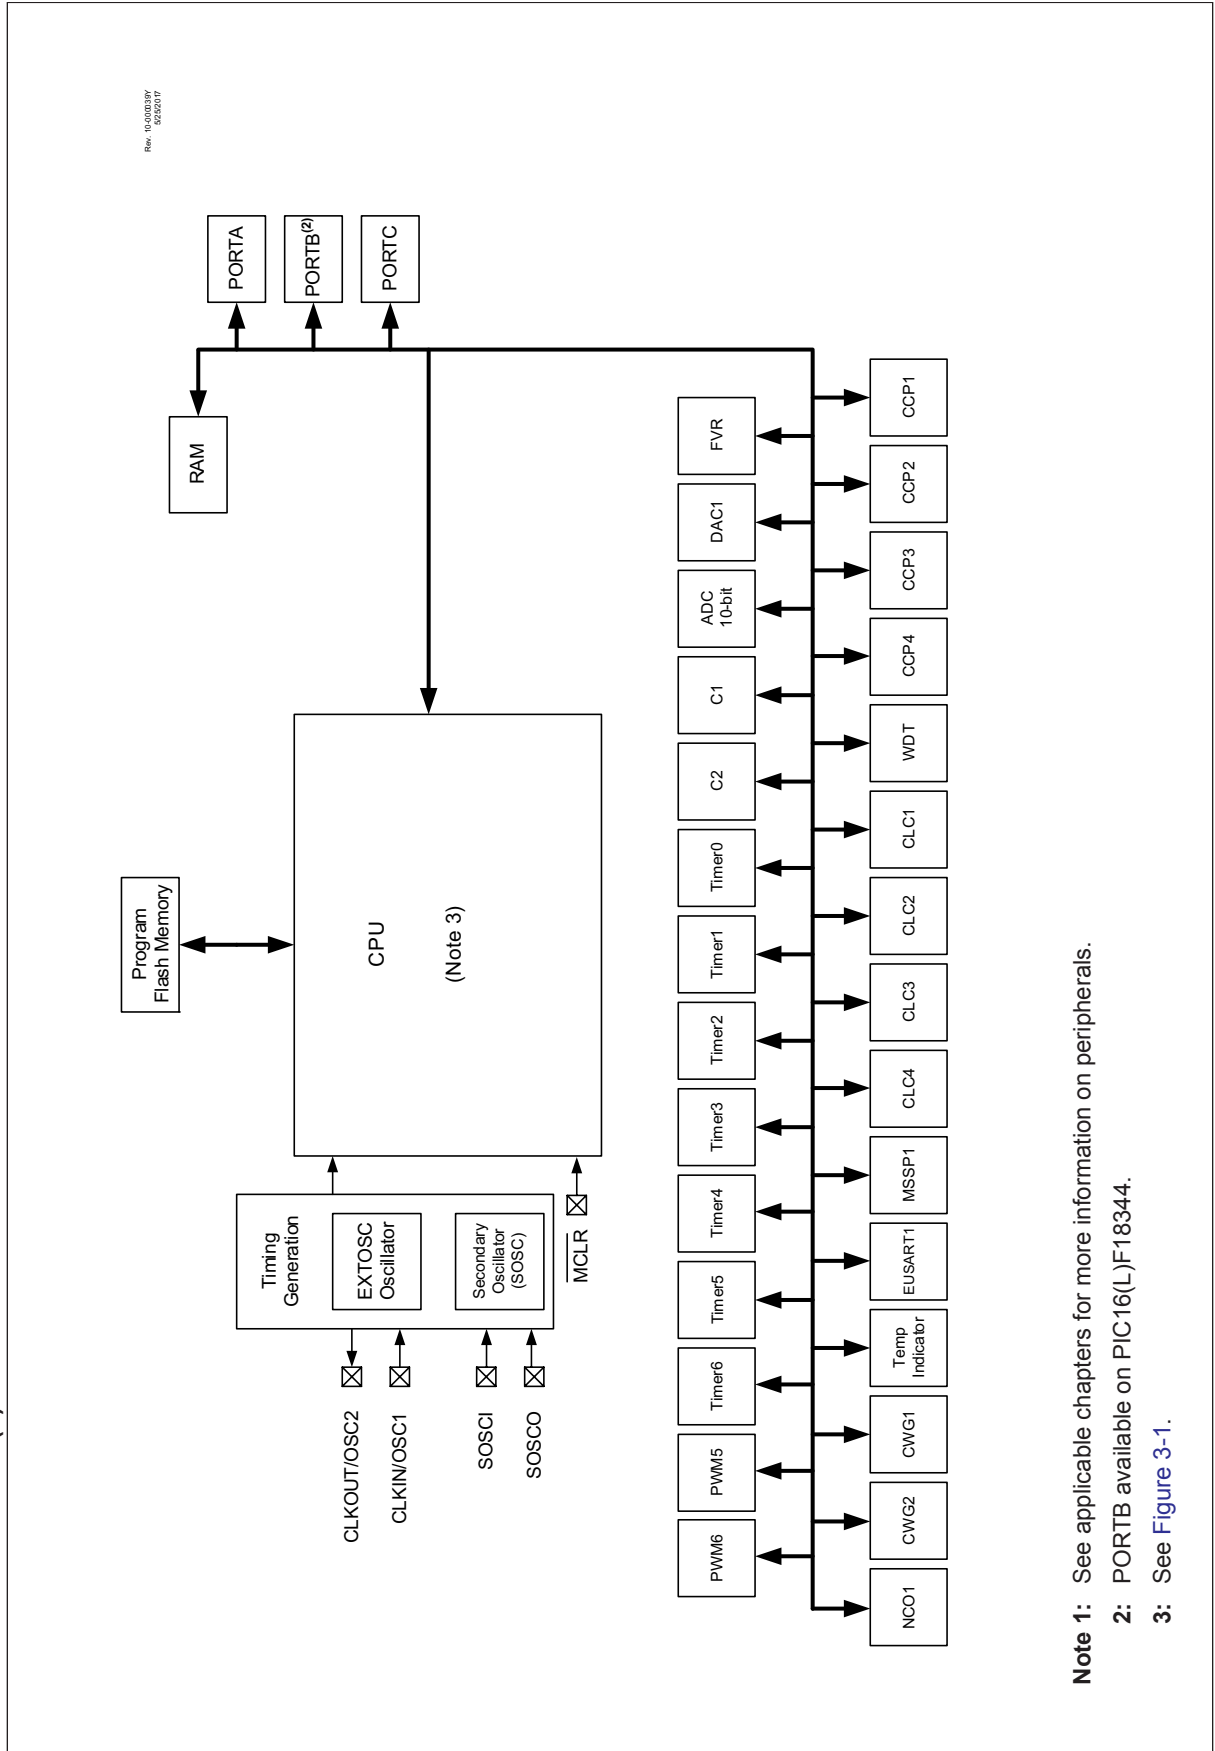 Rev. 10-000039Y
5/25/2017
Program
Flash Memory
RAM
PORTA
PORTB(2)
PORTC
Timing
Generation
EXTOSC
Oscillator
Secondary
Oscillator
(SOSC)
CLKOUT/OSC2
CLKIN/OSC1
SOSCI
SOSCO
MCLR
CPU
(Note 3)
PWM6
PWM5
Timer6
Timer5
Timer4
Timer3
Timer2
Timer1
Timer0
C2
C1
ADC
10-bit
DAC1
FVR
NCO1
CWG2
CWG1
Temp
Indicator
EUSART1
MSSP1
CLC4
CLC3
CLC2
CLC1
WDT
CCP4
CCP3
CCP2
CCP1
Note 1: See applicable chapters for more information on peripherals.
2: PORTB available on PIC16(L)F18344.
3: See Figure 3-1.